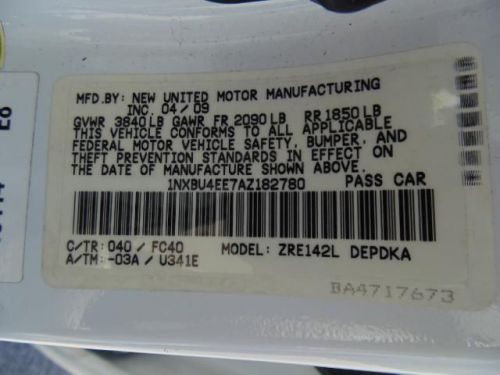 MFD.BY: NEW UNITED MOTOR MANUFACTURING
INC. 04/09
GVWR 3840LB GAWR FR 2090LB RR1850LB
THIS VEHICLE CONFORMS TO ALL APPLICABLE
FEDERAL MOTOR VEHICLE SAFETY, BUMPER, AND
THEFT PREVENTION STANDARDS IN EFFECT ON
THE DATE OF MANUFACTURE SHOWN ABOVE.
1NXBU4EE7AZ182780 PASS CAR
C/TR: 040 / FC40 MODEL: ZRE142L DEPDKA
A/TM: -03A / U341E
BA4717673